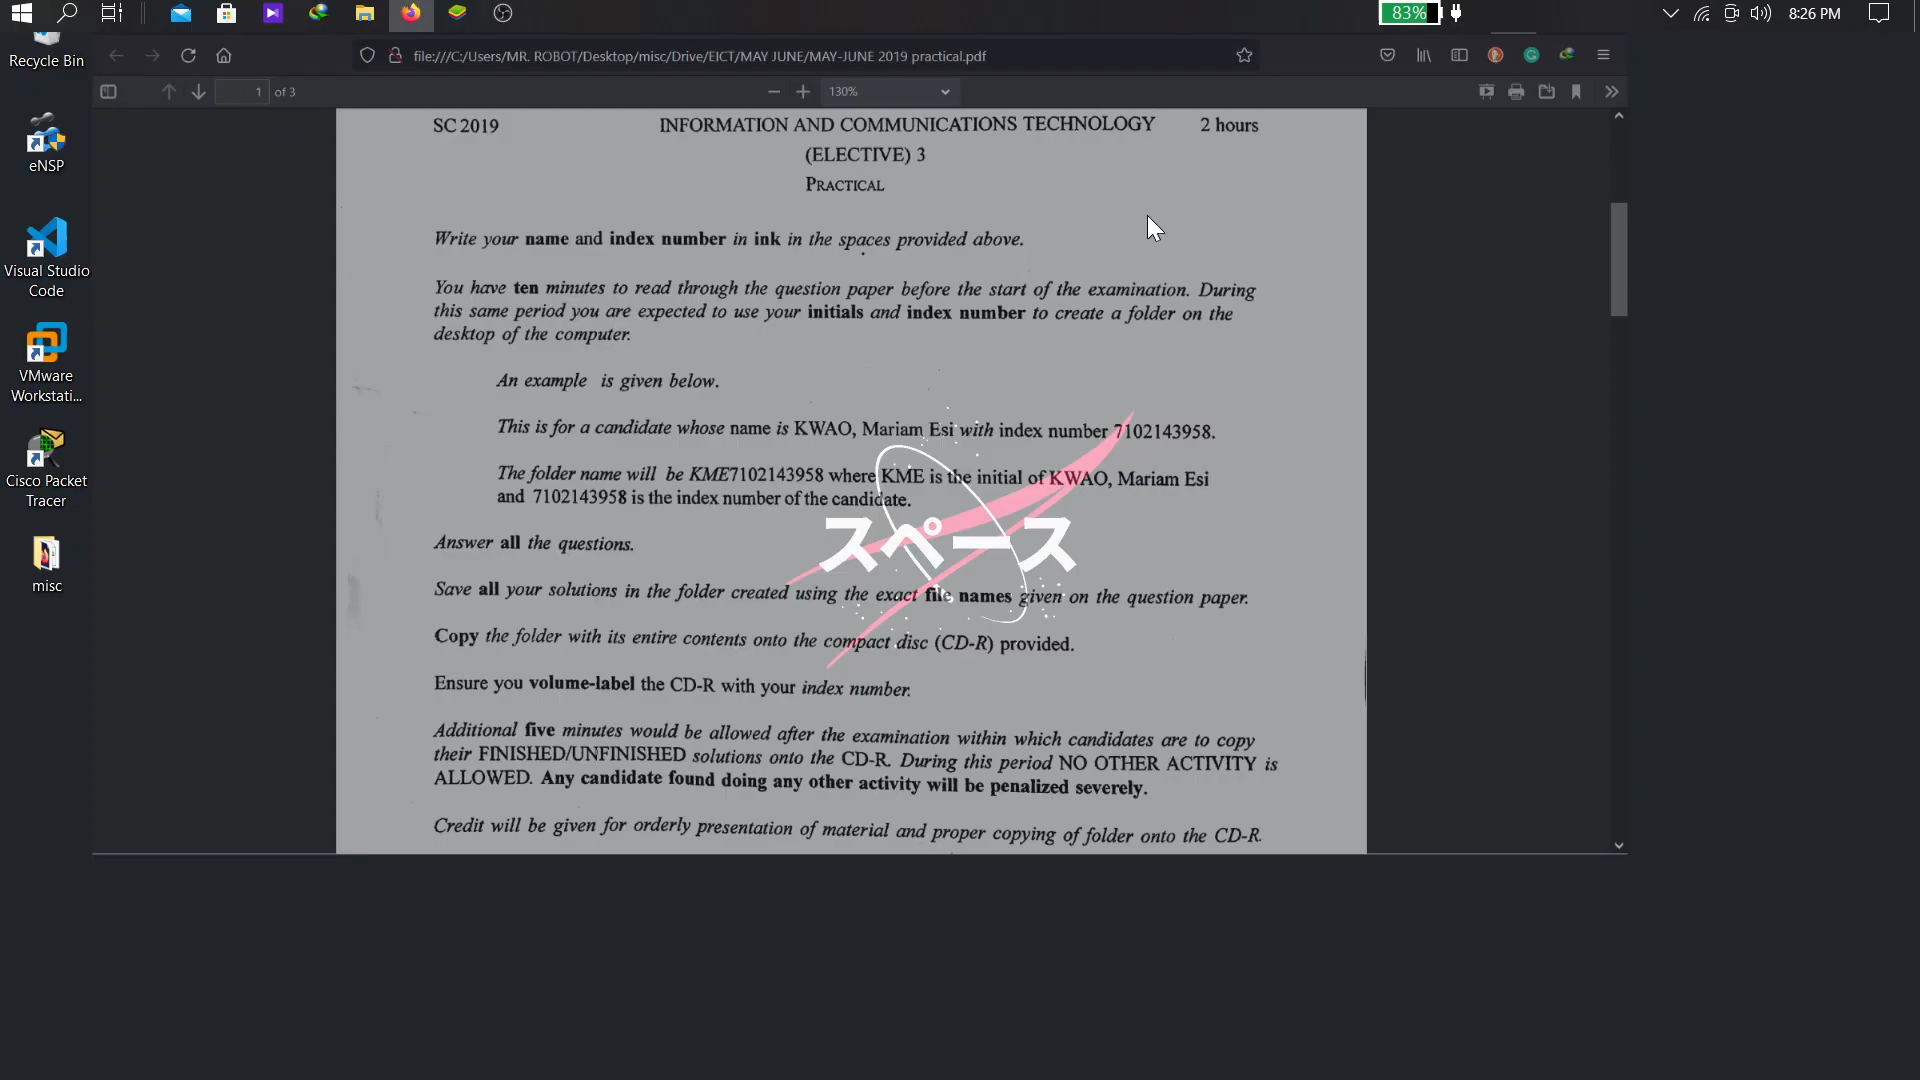 83%
8:26 PM
Recycle Bin
file:///C:/Users/MR. ROBOT/Desktop/misc/Drive/EICT/MAY JUNE/MAY-JUNE 2019 practical.pdf
1 of 3
130%
SC 2019 INFORMATION AND COMMUNICATIONS TECHNOLOGY 2 hours
(ELECTIVE) 3
PRACTICAL
Write your name and index number in ink in the spaces provided above.
You have ten minutes to read through the question paper before the start of the examination. During
this same period you are expected to use your initials and index number to create a folder on the
desktop of the computer.
An example is given below.
This is for a candidate whose name is KWAO, Mariam Esi with index number 7102143958.
The folder name will be KME7102143958 where KME is the initial of KWAO, Mariam Esi
and 7102143958 is the index number of the candidate.
スペース
Answer all the questions.
Save all your solutions in the folder created using the exact file names given on the question paper.
Copy the folder with its entire contents onto the compact disc (CD-R) provided.
Ensure you volume-label the CD-R with your index number.
Additional five minutes would be allowed after the examination within which candidates are to copy
their FINISHED/UNFINISHED solutions onto the CD-R. During this period NO OTHER ACTIVITY is
ALLOWED. Any candidate found doing any other activity will be penalized severely.
Credit will be given for orderly presentation of material and proper copying of folder onto the CD-R.
eNSP
Visual Studio
Code
VMware
Workstati...
Cisco Packet
Tracer
misc